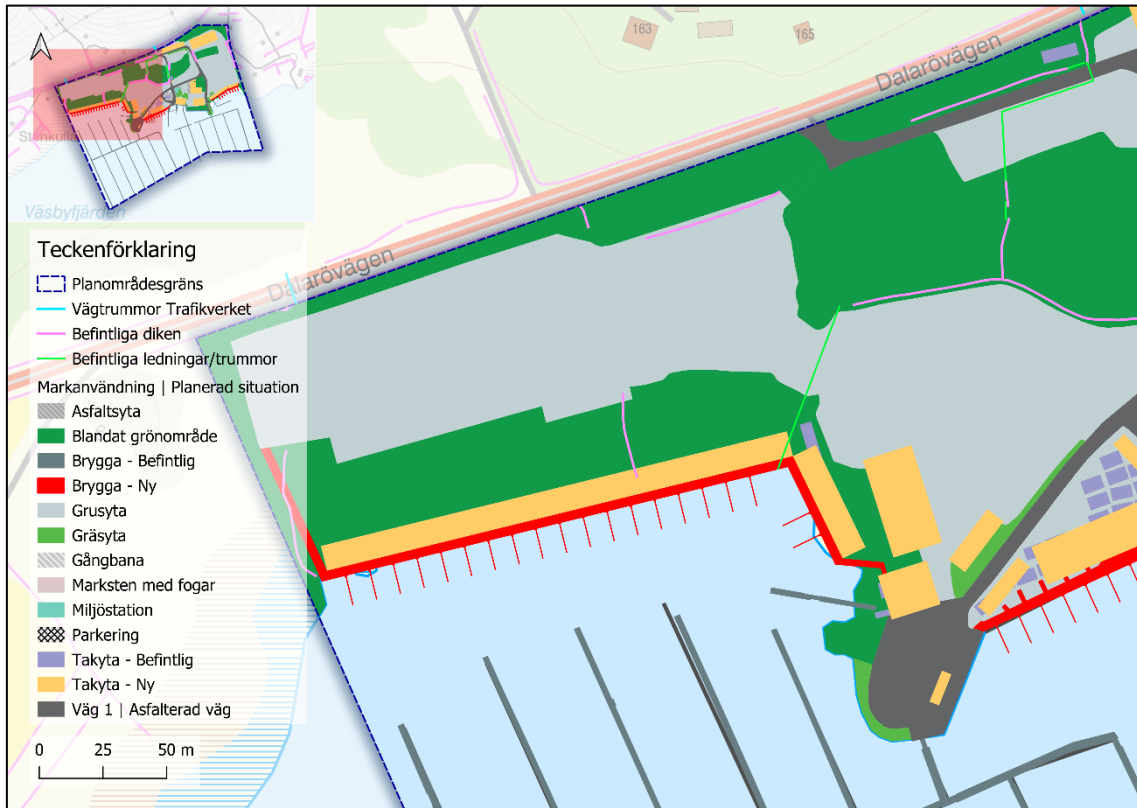 163
165
Dalarövägen
Stenkulla
Väsbyfjärden
Dalarövägen
Teckenförklaring
Planområdesgräns
Vägtrummor Trafikverket
Befintliga diken
Befintliga ledningar/trummor
Markanvändning | Planerad situation
Asfaltsyta
Blandat grönområde
Brygga - Befintlig
Brygga - Ny
Grusyta
Gräsyta
Gångbana
Marksten med fogar
Miljöstation
Parkering
Takyta - Befintlig
Takyta - Ny
Väg 1 | Asfalterad väg
0 25 50 m